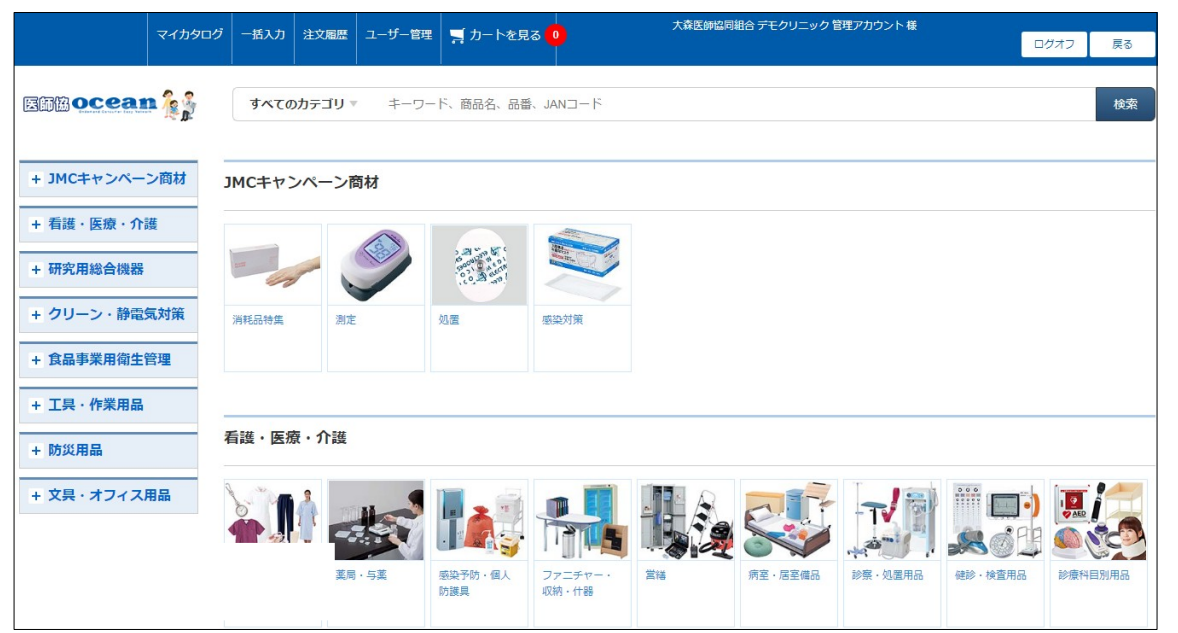 マイカタログ
一括入力
注文履歴
ユーザー管理
カートを見る 0
大森医師協同組合 デモクリニック 管理アカウント 様
ログオフ
戻る
医師協ocean
すべてのカテゴリ▼
キーワード、商品名、品番、JANコード
検索
+ JMCキャンペーン商材
+ 看護・医療・介護
+ 研究用総合機器
+ クリーン・静電気対策
+ 食品事業用衛生管理
+ 工具・作業用品
+ 防災用品
+ 文具・オフィス用品
JMCキャンペーン商材
消耗品特集
測定
処置
感染対策
看護・医療・介護
薬局・与薬
感染予防・個人
防護具
ファニチャー・
収納・什器
営繕
病室・居室備品
診察・処置用品
健診・検査用品
診療科目別用品
AED